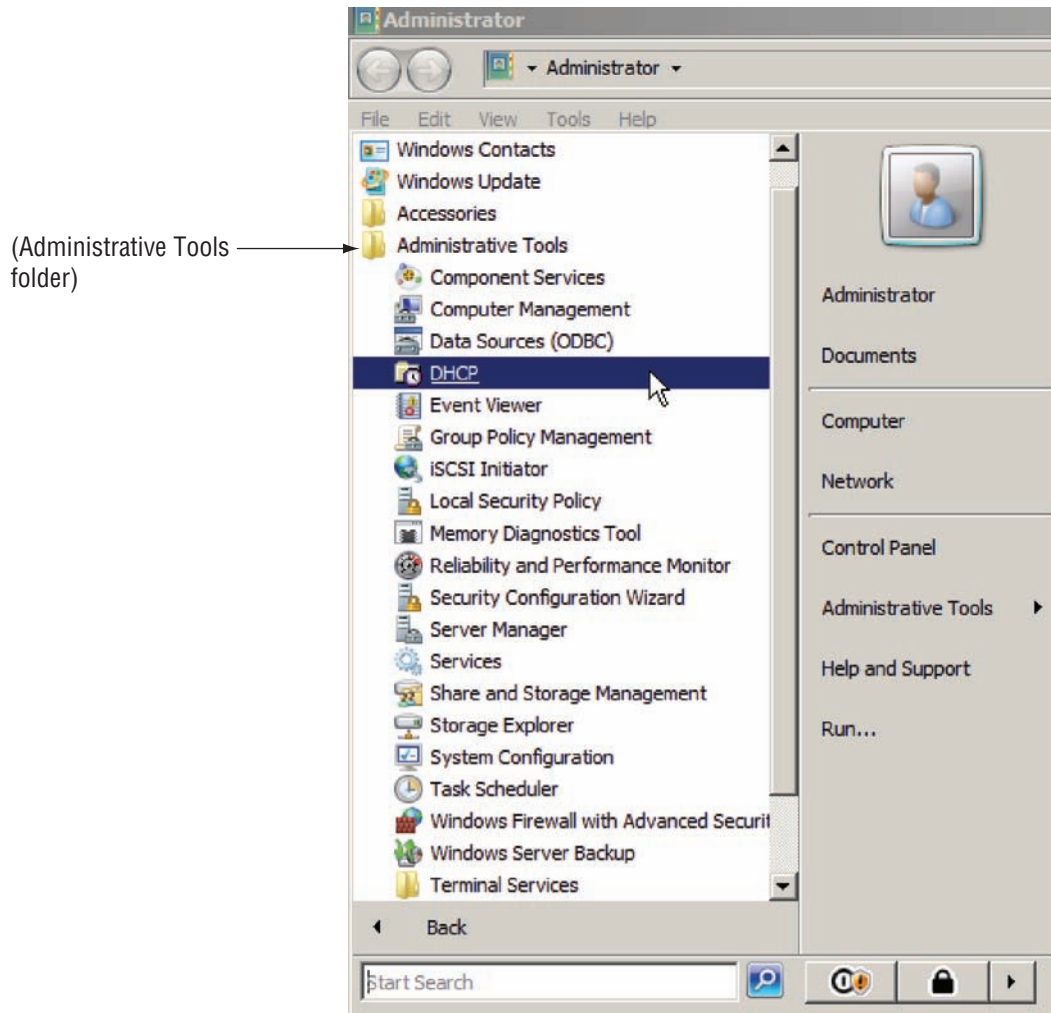 Administrator
Administrator
File Edit View Tools Help
(Administrative Tools
folder)
Windows Contacts
Windows Update
Accessories
Administrative Tools
Component Services
Computer Management
Data Sources (ODBC)
DHCP
Event Viewer
Group Policy Management
iSCSI Initiator
Local Security Policy
Memory Diagnostics Tool
Reliability and Performance Monitor
Security Configuration Wizard
Server Manager
Services
Share and Storage Management
Storage Explorer
System Configuration
Task Scheduler
Windows Firewall with Advanced Securit
Windows Server Backup
Terminal Services
Back
Start Search
Administrator
Documents
Computer
Network
Control Panel
Administrative Tools
Help and Support
Run...